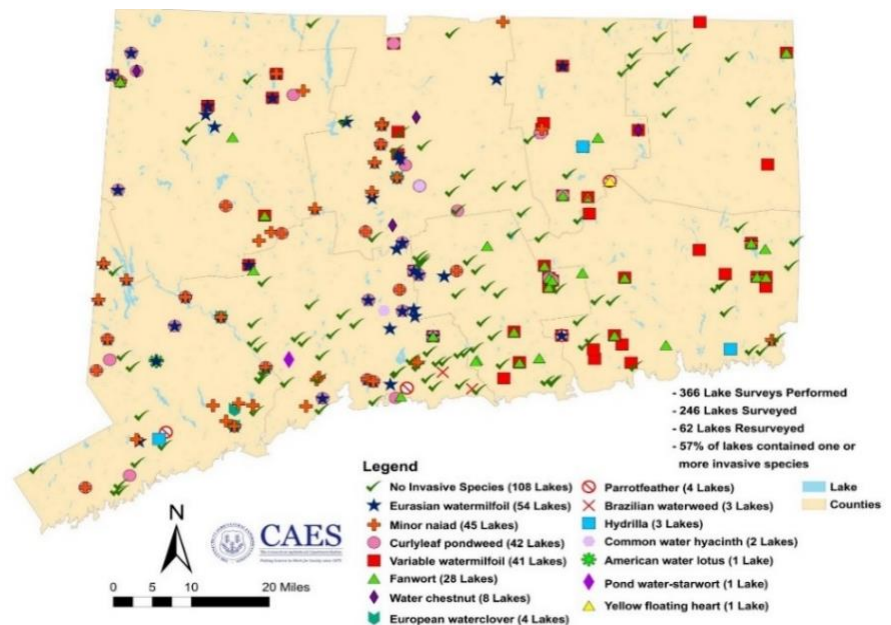 - 366 Lake Surveys Performed
- 246 Lakes Surveyed
- 62 Lakes Resurveyed
- 57% of lakes contained one or
more invasive species
Legend
No Invasive Species (108 Lakes)
Eurasian watermilfoil (54 Lakes)
Minor naiad (45 Lakes)
Curlyleaf pondweed (42 Lakes)
Variable watermilfoil (41 Lakes)
Fanwort (28 Lakes)
Water chestnut (8 Lakes)
European waterclover (4 Lakes)
Parrotfeather (4 Lakes)
Brazilian waterweed (3 Lakes)
Hydrilla (3 Lakes)
Common water hyacinth (2 Lakes)
American water lotus (1 Lake)
Pond water-starwort (1 Lake)
Yellow floating heart (1 Lake)
Lake
Counties
N
CAES
0 5 10 20 Miles